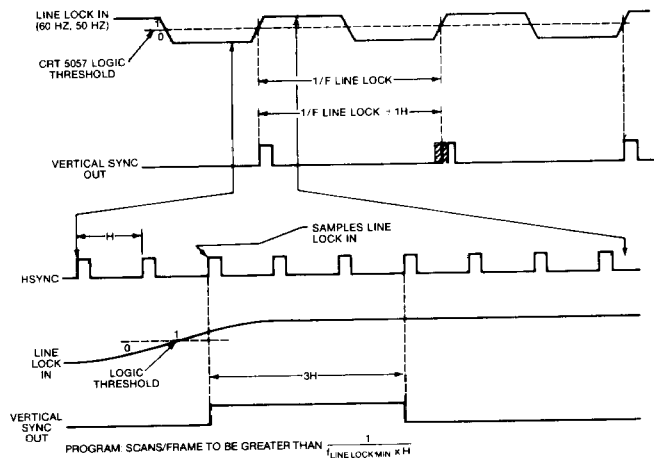 LINE LOCK IN
(60 HZ, 50 HZ)
1
0
CRT 5057 LOGIC
THRESHOLD
1/F LINE LOCK
1/F LINE LOCK + 1H
VERTICAL SYNC
OUT
H
SAMPLES LINE
LOCK IN
HSYNC
1
0
LINE
LOCK
IN
LOGIC
THRESHOLD
3H
VERTICAL
SYNC
OUT
PROGRAM: SCANS/FRAME TO BE GREATER THAN 1
fLINE LOCK·MIN × H